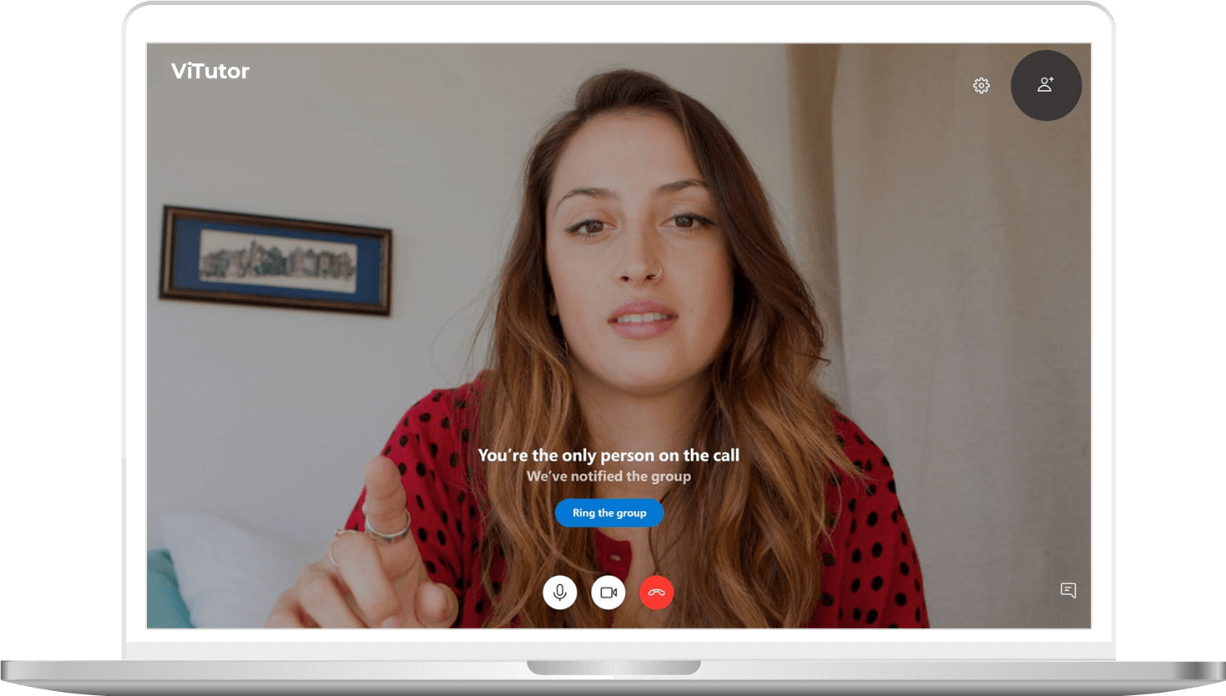 ViTutor
You’re the only person on the call
We’ve notified the group
Ring the group